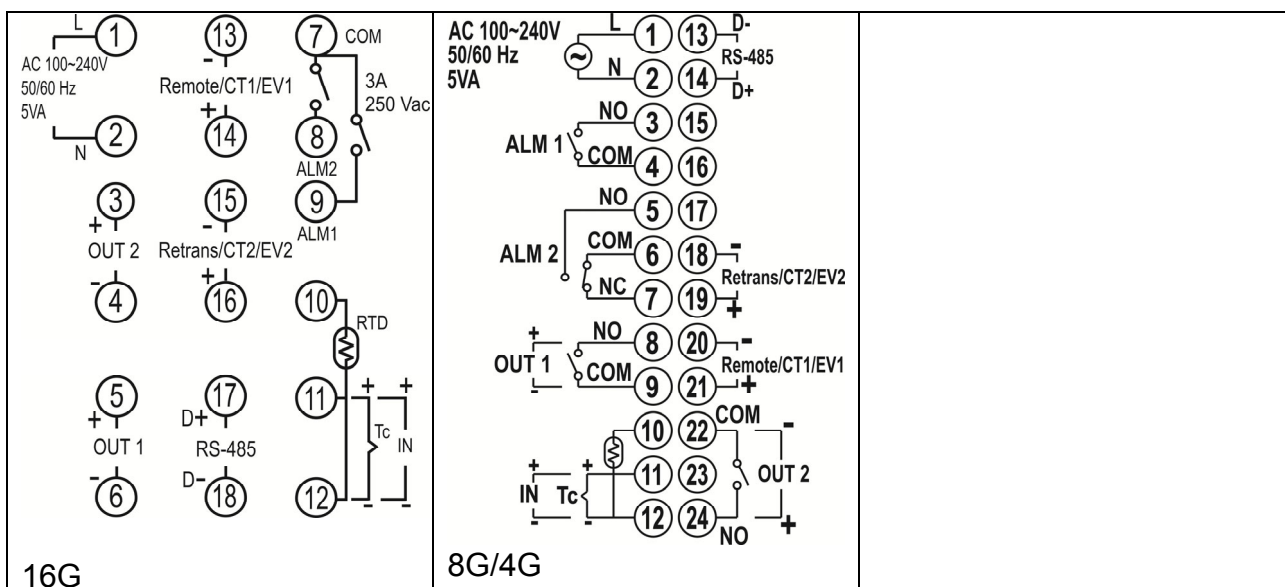 L 1 13 7 COM
AC 100~240V
50/60 Hz
5VA
-
Remote/CT1/EV1
+
3A
250 Vac
N 2 14 8
ALM2
3 15 9
+ - ALM1
OUT 2 Retrans/CT2/EV2
- +
4 16 10
RTD
5 17 11 + +
+ D+
OUT 1 RS-485 Tc IN
- D-
6 18 12 - -
16G
AC 100~240V L 1 13 D-
50/60 Hz RS-485
5VA N 2 14 D+
NO 3 15
ALM 1
COM 4 16
NO 5 17
ALM 2 COM 6 18 -
Retrans/CT2/EV2
NC 7 19 +
+ NO 8 20 -
OUT 1 Remote/CT1/EV1
- COM 9 21 +
10 22 COM -
+ + 11 23 OUT 2
IN Tc
- - 12 24 NO +
8G/4G